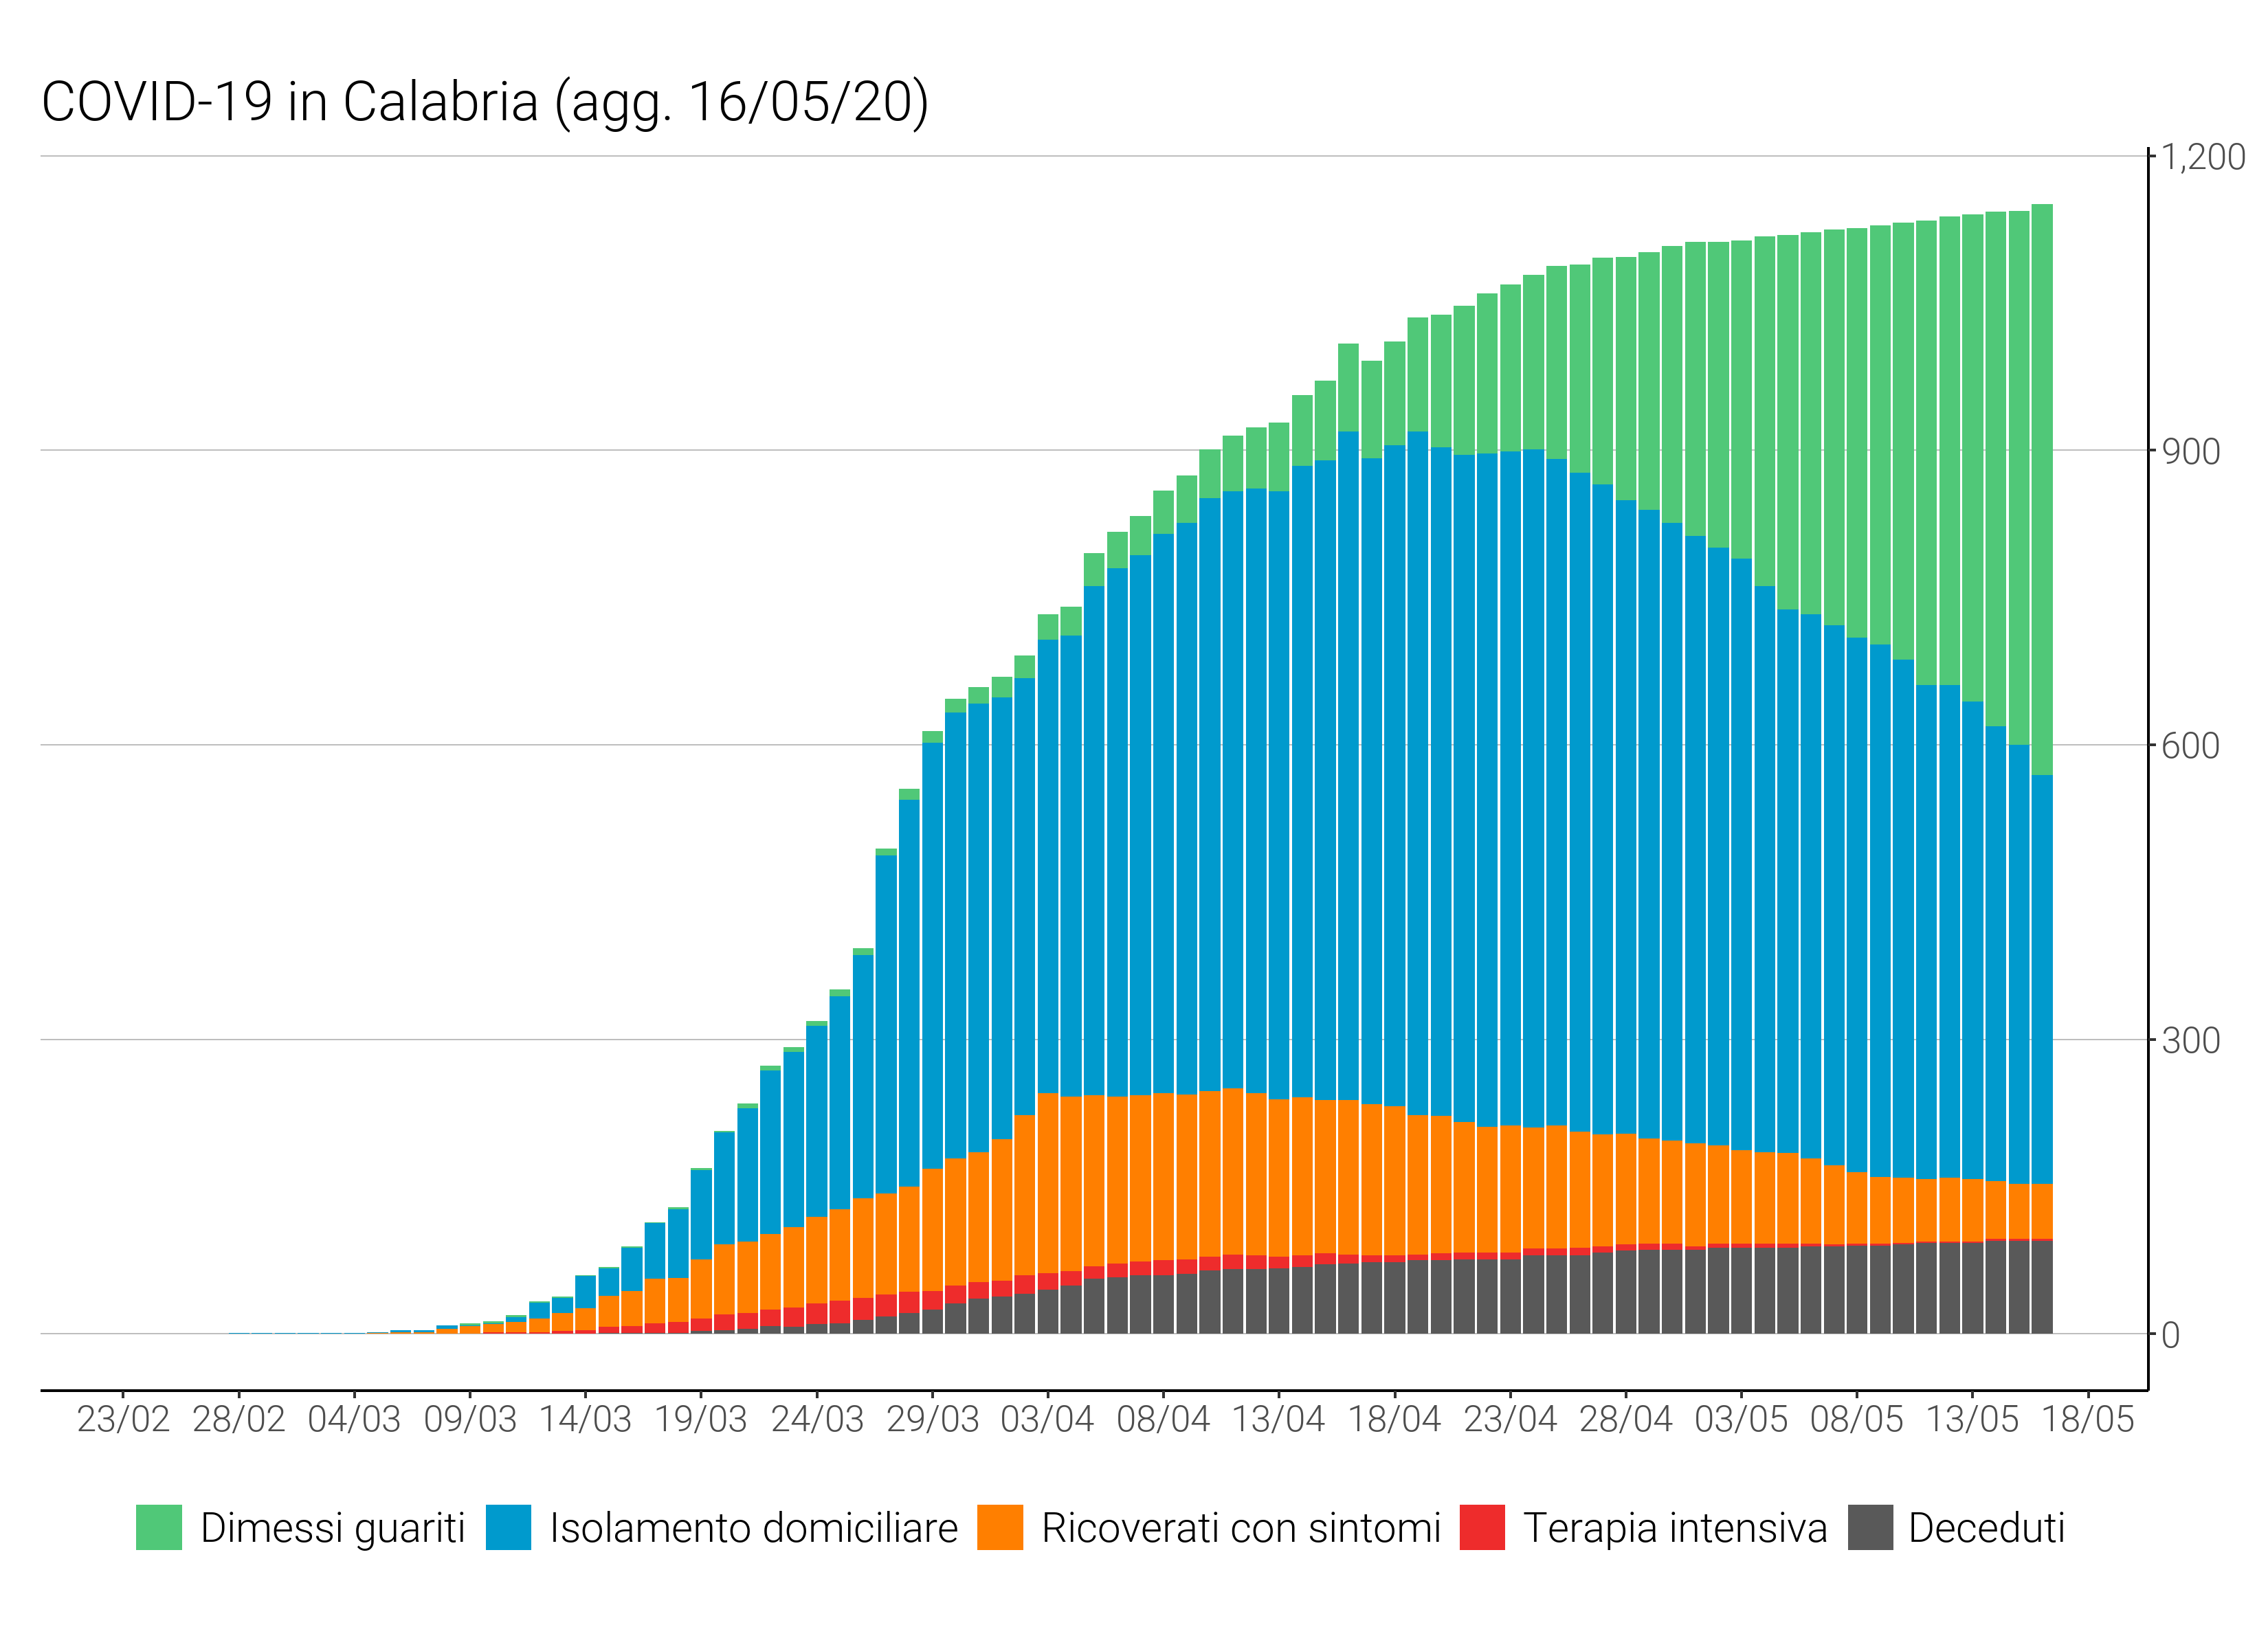 COVID-19 in Calabria (agg. 16/05/20)
1,200
900
600
300
0
23/02 28/02 04/03 09/03 14/03 19/03 24/03 29/03 03/04 08/04 13/04 18/04 23/04 28/04 03/05 08/05 13/05 18/05
Dimessi guariti Isolamento domiciliare Ricoverati con sintomi Terapia intensiva Deceduti